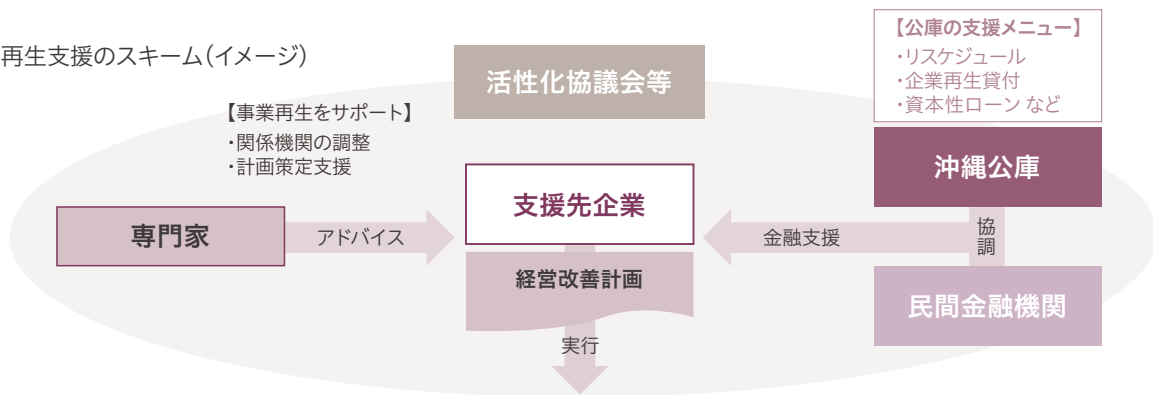 再生支援のスキーム（イメージ）
活性化協議会等
【事業再生をサポート】
・関係機関の調整
・計画策定支援
【公庫の支援メニュー】
・リスケジュール
・企業再生貸付
・資本性ローン など
沖縄公庫
支援先企業
専門家
アドバイス
金融支援
協調
経営改善計画
民間金融機関
実行